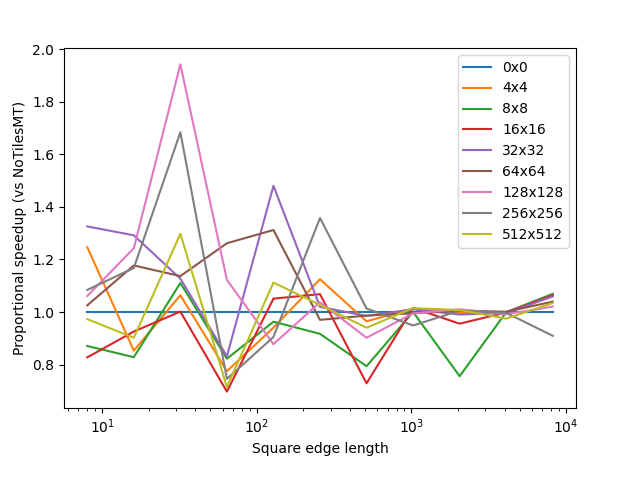 2.0
1.8
1.6
1.4
1.2
1.0
0.8
Proportional speedup (vs NoTilesMT)
0x0
4x4
8x8
16x16
32x32
64x64
128x128
256x256
512x512
10¹ 10² 10³ 10⁴
Square edge length